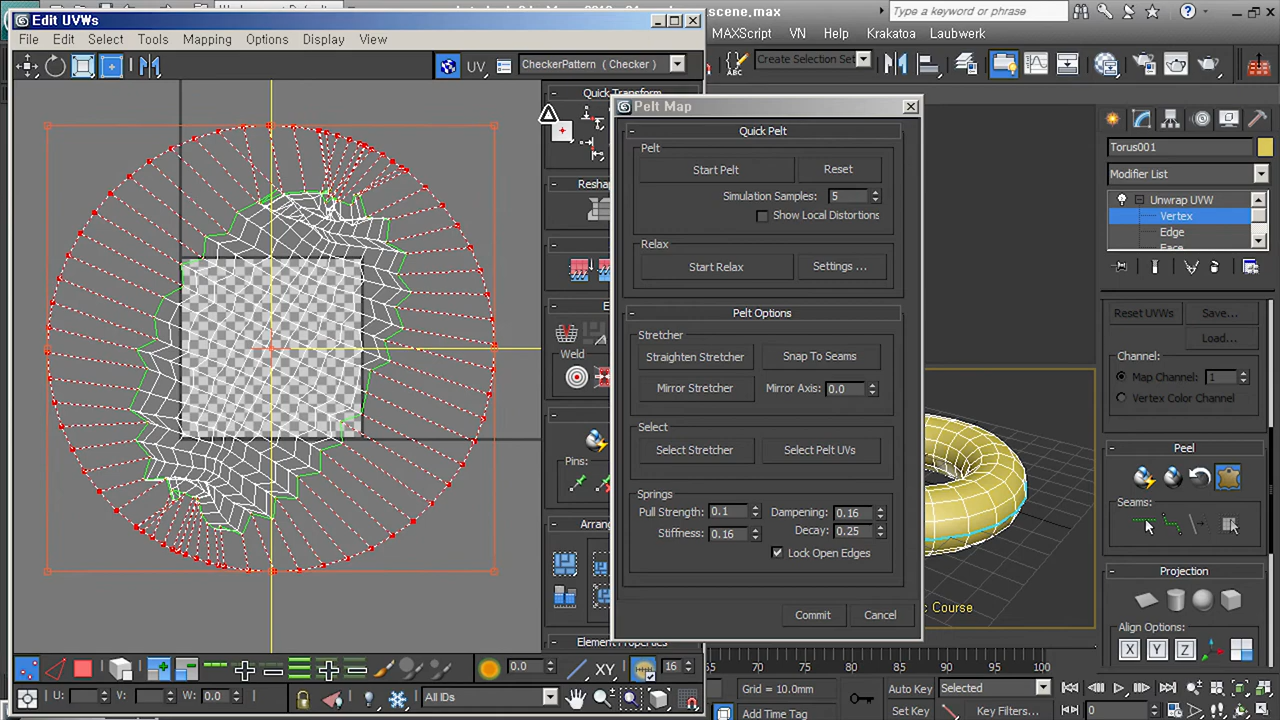 Edit UVWs
scene.max
Type a keyword or phrase
File Edit Select Tools Mapping Options Display View
MAXScript VN Help Krakatoa Laubwerk
UV CheckerPattern ( Checker )
Create Selection Set
Quick Transform
Pelt Map
Quick Pelt
Pelt
Start Pelt Reset
Simulation Samples: 5
Show Local Distortions
Relax
Start Relax Settings ...
Pelt Options
Stretcher
Straighten Stretcher Snap To Seams
Mirror Stretcher Mirror Axis: 0.0
Select
Select Stretcher Select Pelt UVs
Springs
Pull Strength: 0.1 Dampening: 0.16
Stiffness: 0.16 Decay: 0.25
Lock Open Edges
Commit Cancel
Weld
Pins:
Element Properties
Torus001
Modifier List
Unwrap UVW
Vertex
Edge
Reset UVWs Save...
Load...
Channel:
Map Channel: 1
Vertex Color Channel
Peel
Seams:
Projection
Align Options:
X Y Z
c Course
0.0 XY 16
65 70 75 80 85 90 95 100
U: V: W: 0.0 All IDs
Grid = 10.0mm
Add Time Tag
Auto Key Selected
Set Key Key Filters...
0